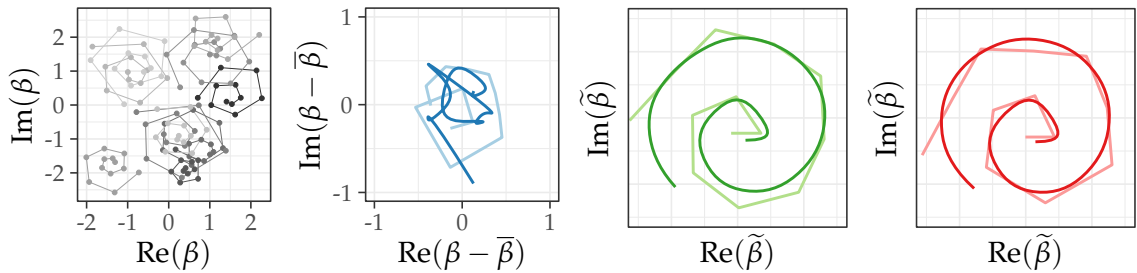 Im(β)
2
1
0
-1
-2
-2 -1 0 1 2
Re(β)
Im(β − β̅)
1
0
-1
-1 0 1
Re(β − β̅)
Im(β̃)
Re(β̃)
Im(β̃)
Re(β̃)